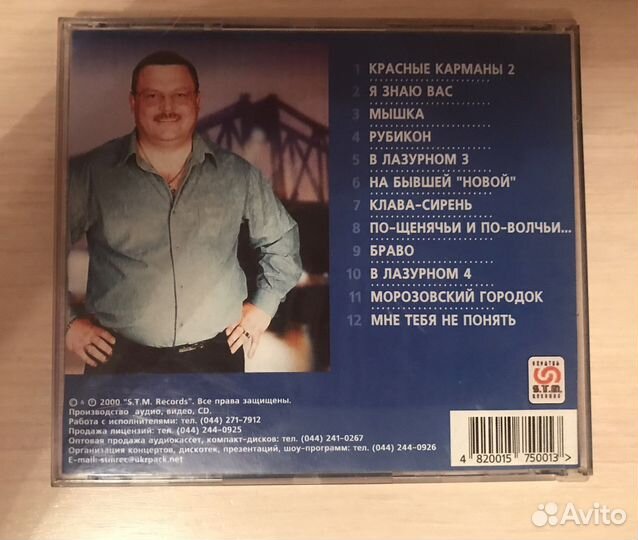 1 КРАСНЫЕ КАРМАНЫ 2
2 Я ЗНАЮ ВАС
3 МЫШКА
4 РУБИКОН
5 В ЛАЗУРНОМ 3
6 НА БЫВШЕЙ "НОВОЙ"
7 КЛАВА-СИРЕНЬ
8 ПО-ЩЕНЯЧЬИ И ПО-ВОЛЧЬИ...
9 БРАВО
10 В ЛАЗУРНОМ 4
11 МОРОЗОВСКИЙ ГОРОДОК
12 МНЕ ТЕБЯ НЕ ПОНЯТЬ
S.T.M.
© ℗ 2000 "S.T.M. Records". Все права защищены.
Производство аудио, видео, CD.
Работа с исполнителями: тел. (044) 271-7912
Продажа лицензий: тел. (044) 244-0925
Оптовая продажа аудиокассет, компакт-дисков: тел. (044) 241-0267
Организация концертов, дискотек, презентаций, шоу-программ: тел. (044) 244-0926
E-mail: stmrec@ukrpack.net
4 820015 750013 >
Avito